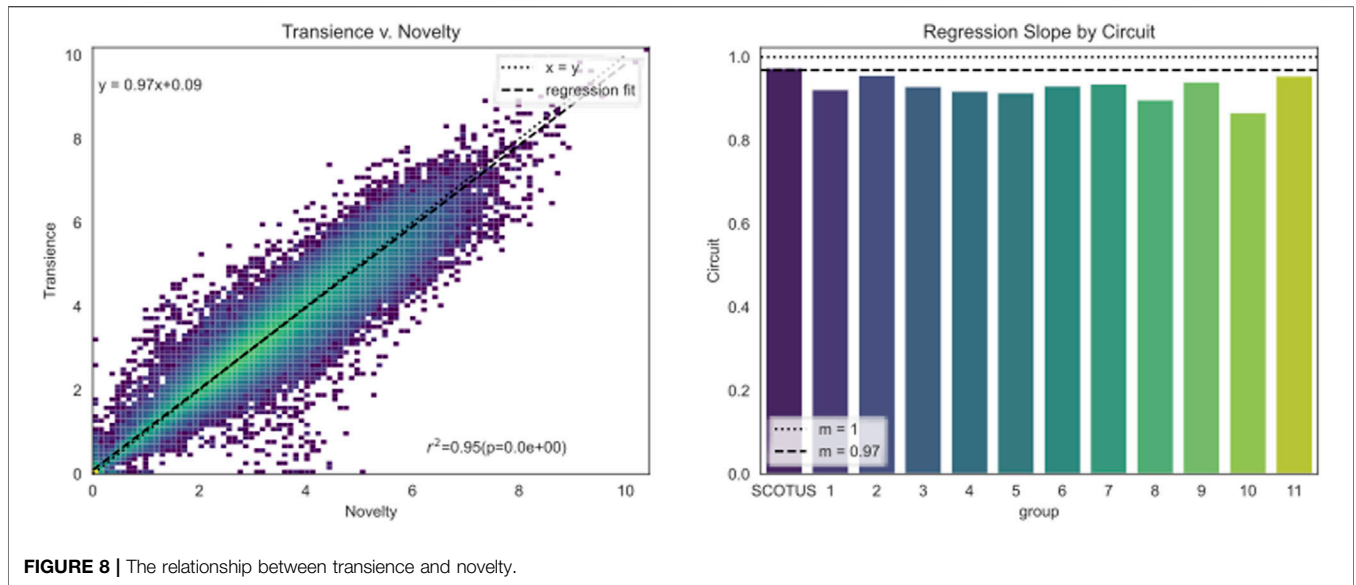 Transience v. Novelty
y = 0.97x+0.09
x = y
regression fit
10
8
6
4
2
0
Transience
r²=0.95(p=0.0e+00)
0 2 4 6 8 10
Novelty
Regression Slope by Circuit
1.0
0.8
0.6
0.4
0.2
0.0
Circuit
m = 1
m = 0.97
SCOTUS 1 2 3 4 5 6 7 8 9 10 11
group
FIGURE 8 | The relationship between transience and novelty.